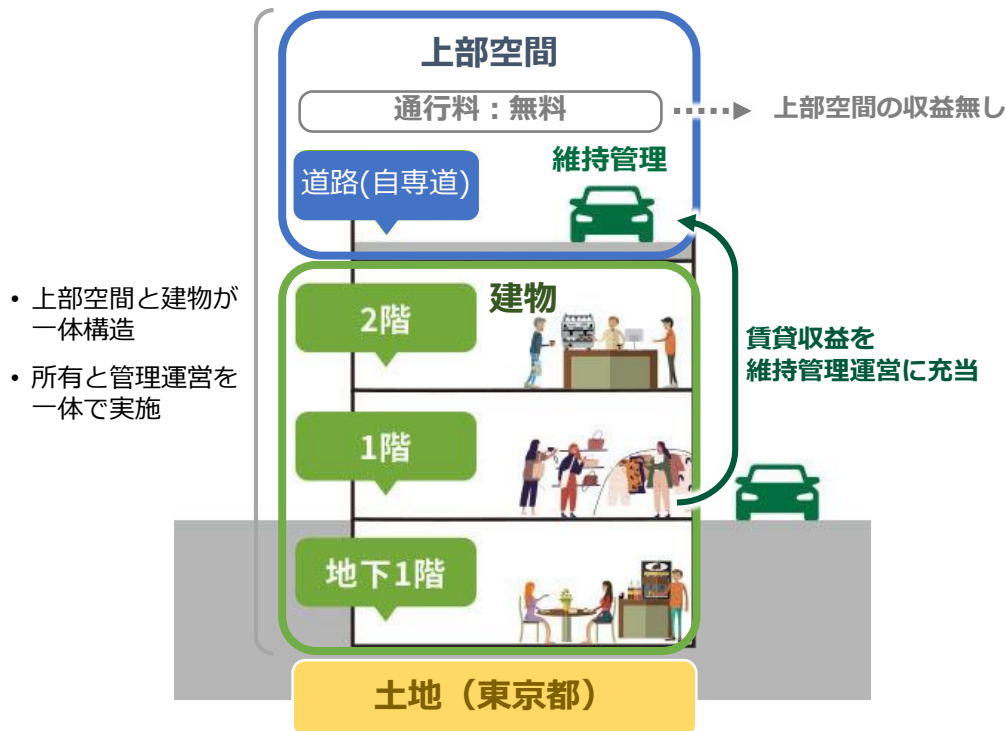 上部空間
通行料：無料
上部空間の収益無し
維持管理
道路(自専道)
• 上部空間と建物が
一体構造
• 所有と管理運営を
一体で実施
建物
2階
賃貸収益を
維持管理運営に充当
1階
地下1階
土地（東京都）